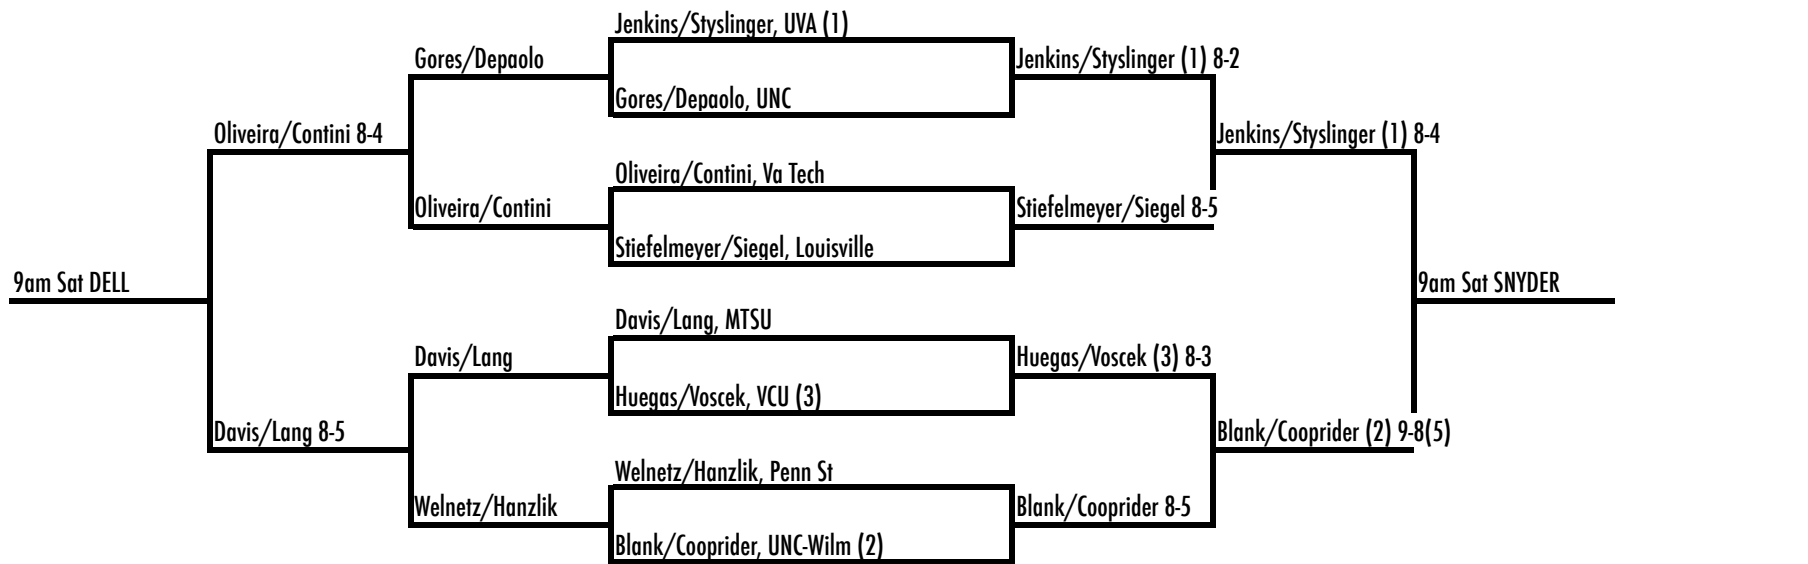 Jenkins/Styslinger, UVA (1)
Gores/Depaolo
Jenkins/Styslinger (1) 8-2
Gores/Depaolo, UNC
Oliveira/Contini 8-4
Jenkins/Styslinger (1) 8-4
Oliveira/Contini, Va Tech
Oliveira/Contini
Stiefelmeyer/Siegel 8-5
Stiefelmeyer/Siegel, Louisville
9am Sat DELL
9am Sat SNYDER
Davis/Lang, MTSU
Davis/Lang
Huegas/Voscek (3) 8-3
Huegas/Voscek, VCU (3)
Davis/Lang 8-5
Blank/Cooprider (2) 9-8(5)
Welnetz/Hanzlik, Penn St
Welnetz/Hanzlik
Blank/Cooprider 8-5
Blank/Cooprider, UNC-Wilm (2)